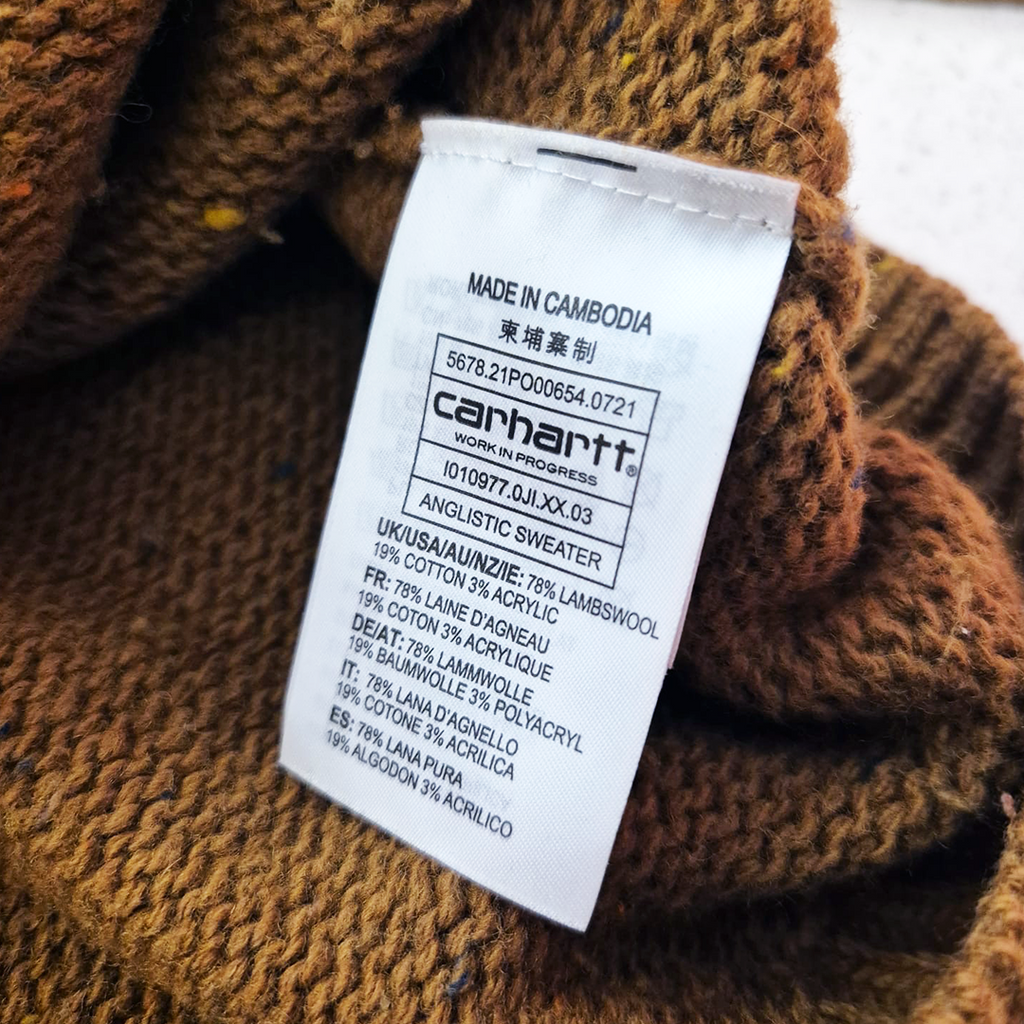 MADE IN CAMBODIA
柬埔寨制
5678.21PO00654.0721
carhartt®
WORK IN PROGRESS
I010977.0JI.XX.03
ANGLISTIC SWEATER
UK/USA/AU/NZ/IE: 78% LAMBSWOOL
19% COTTON 3% ACRYLIC
FR: 78% LAINE D'AGNEAU
19% COTON 3% ACRYLIQUE
DE/AT: 78% LAMMWOLLE
19% BAUMWOLLE 3% POLYACRYL
IT: 78% LANA D'AGNELLO
19% COTONE 3% ACRILICA
ES: 78% LANA PURA
19% ALGODON 3% ACRILICO